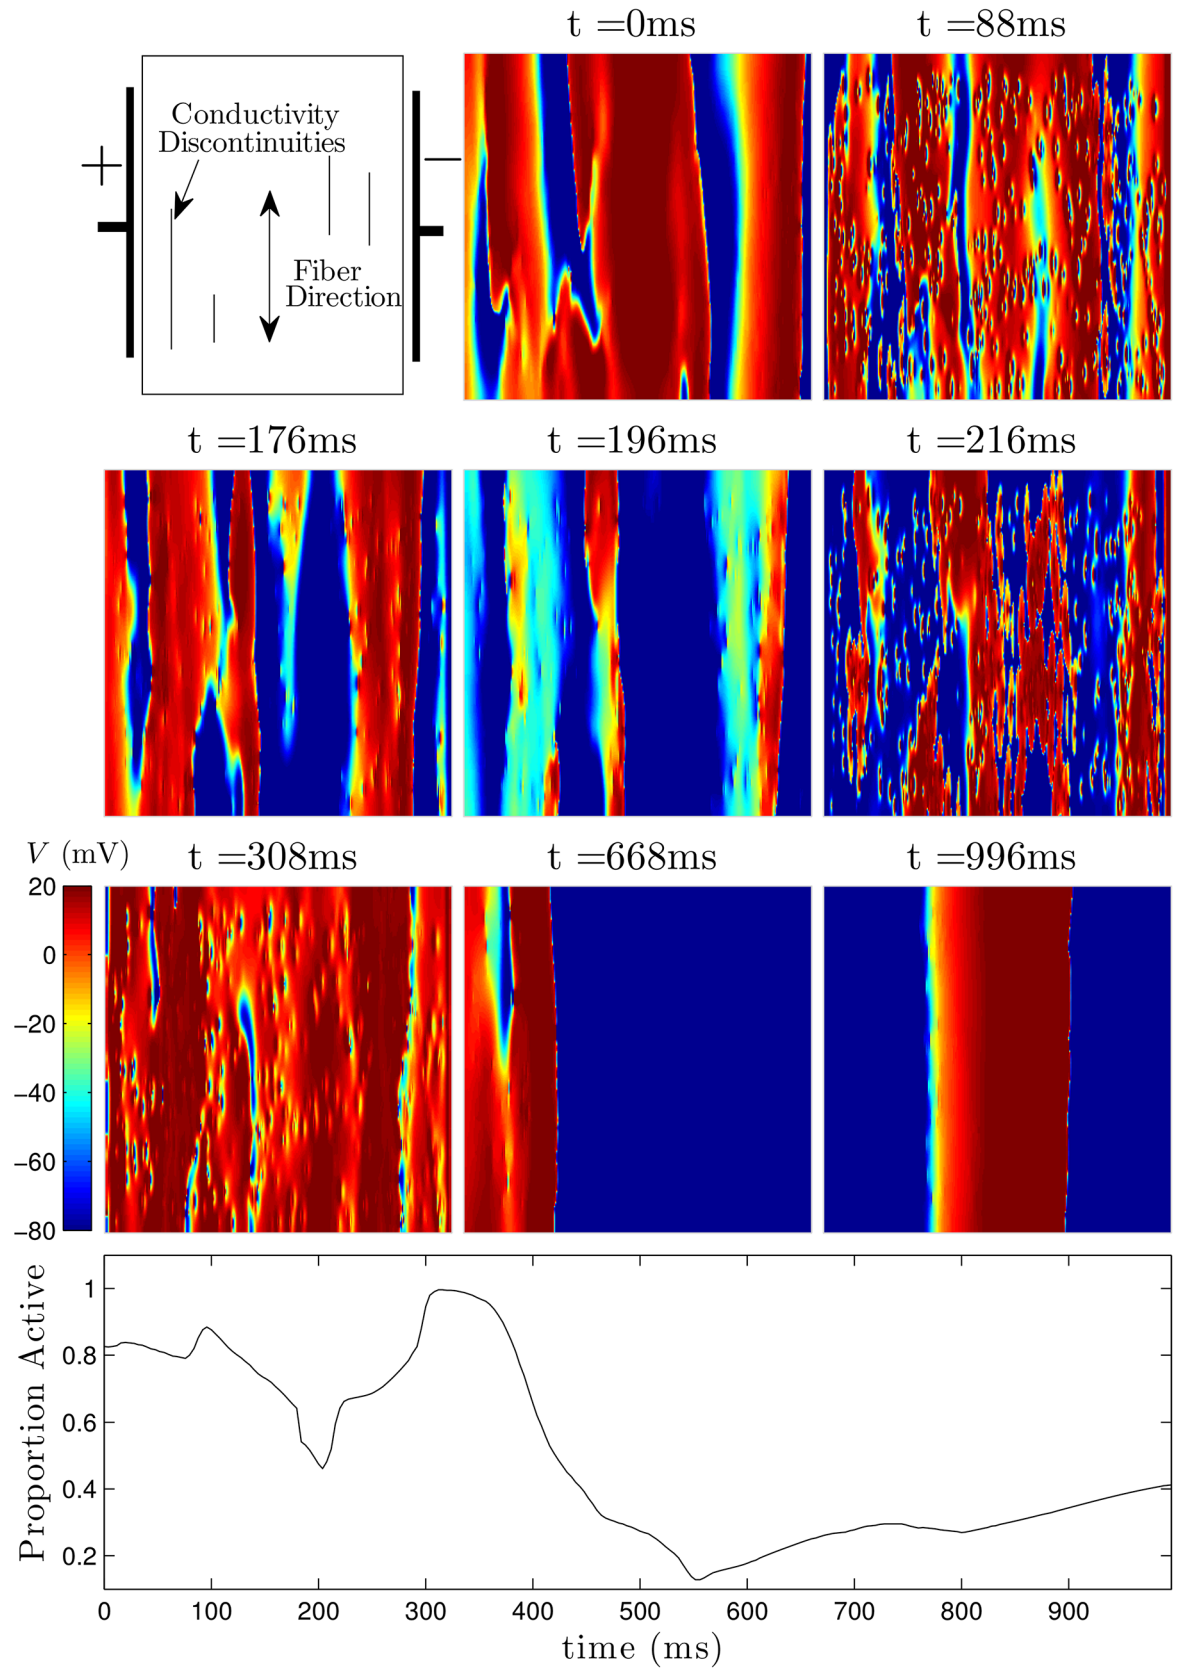 t =0ms
t =88ms
Conductivity
Discontinuities
+
−
Fiber
Direction
t =176ms
t =196ms
t =216ms
V (mV)
t =308ms
t =668ms
t =996ms
20
0
−20
−40
−60
−80
Proportion Active
1
0.8
0.6
0.4
0.2
0 100 200 300 400 500 600 700 800 900
time (ms)